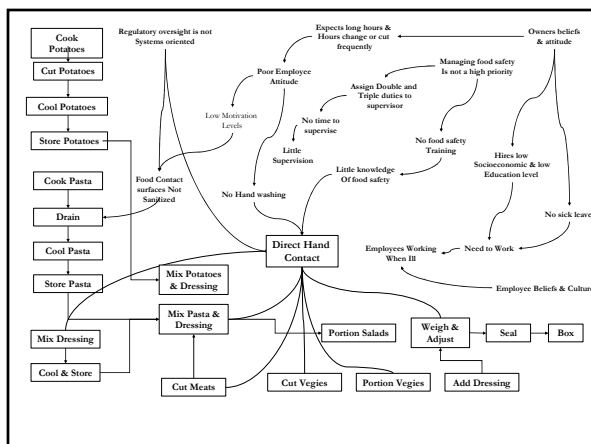 Cook
Potatoes
Cut Potatoes
Cool Potatoes
Store Potatoes
Cook Pasta
Drain
Cool Pasta
Store Pasta
Mix Dressing
Cool & Store
Regulatory oversight is not
Systems oriented
Expects long hours &
Hours change or cut
frequently
Owners beliefs
& attitude
Poor Employee
Attitude
Managing food safety
Is not a high priority
Assign Double and
Triple duties to
supervisor
Low Motivation
Levels
No time to
supervise
Little
Supervision
No food safety
Training
Hires low
Socioeconomic & low
Education level
Food Contact
surfaces Not
Sanitized
No Hand washing
Little knowledge
Of food safety
No sick leave
Direct Hand
Contact
Employees Working
When Ill
Need to Work
Mix Potatoes
& Dressing
Employee Beliefs & Culture
Mix Pasta &
Dressing
Portion Salads
Weigh &
Adjust
Seal
Box
Cut Meats
Cut Vegies
Portion Vegies
Add Dressing